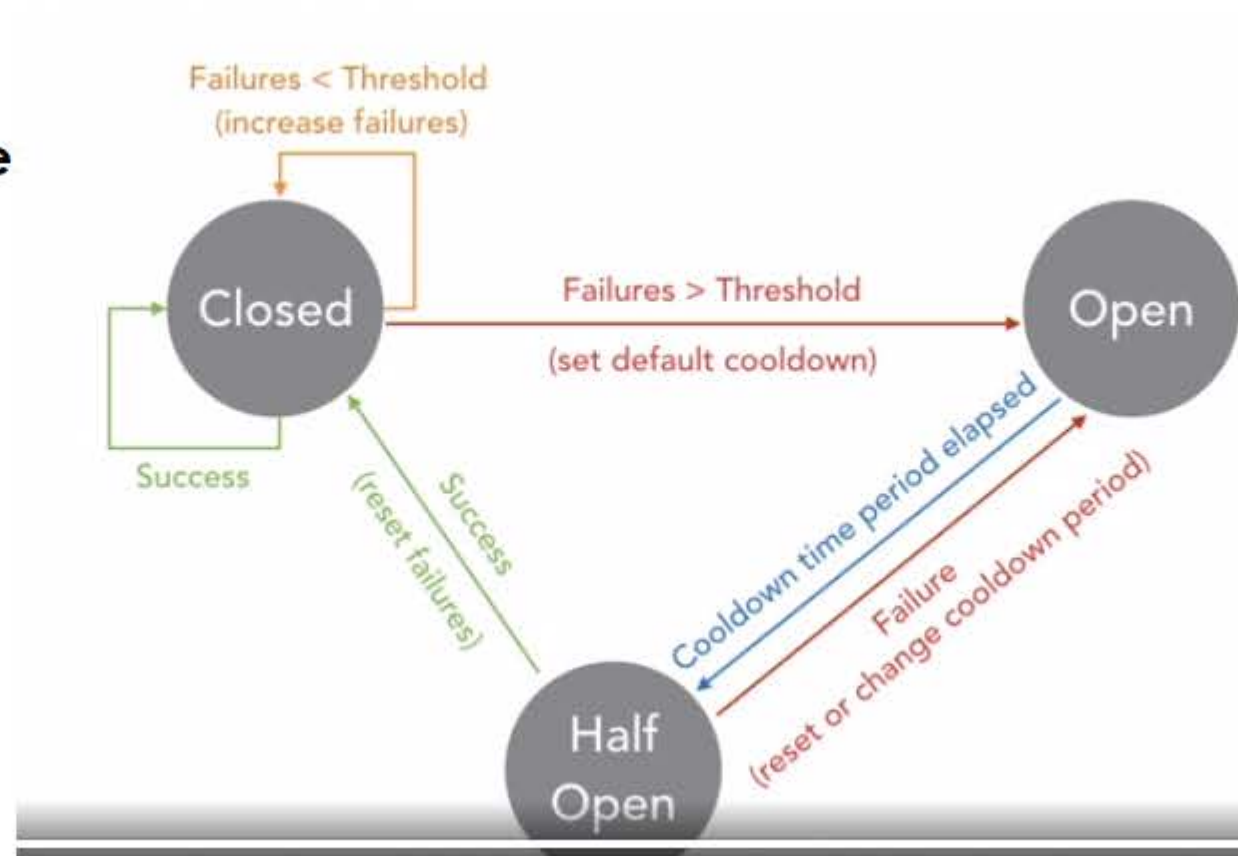 Failures < Threshold
(increase failures)
e
Closed
Failures > Threshold
(set default cooldown)
Open
Success
Success
(reset failures)
Cooldown time period elapsed
Failure
(reset or change cooldown period)
Half
Open